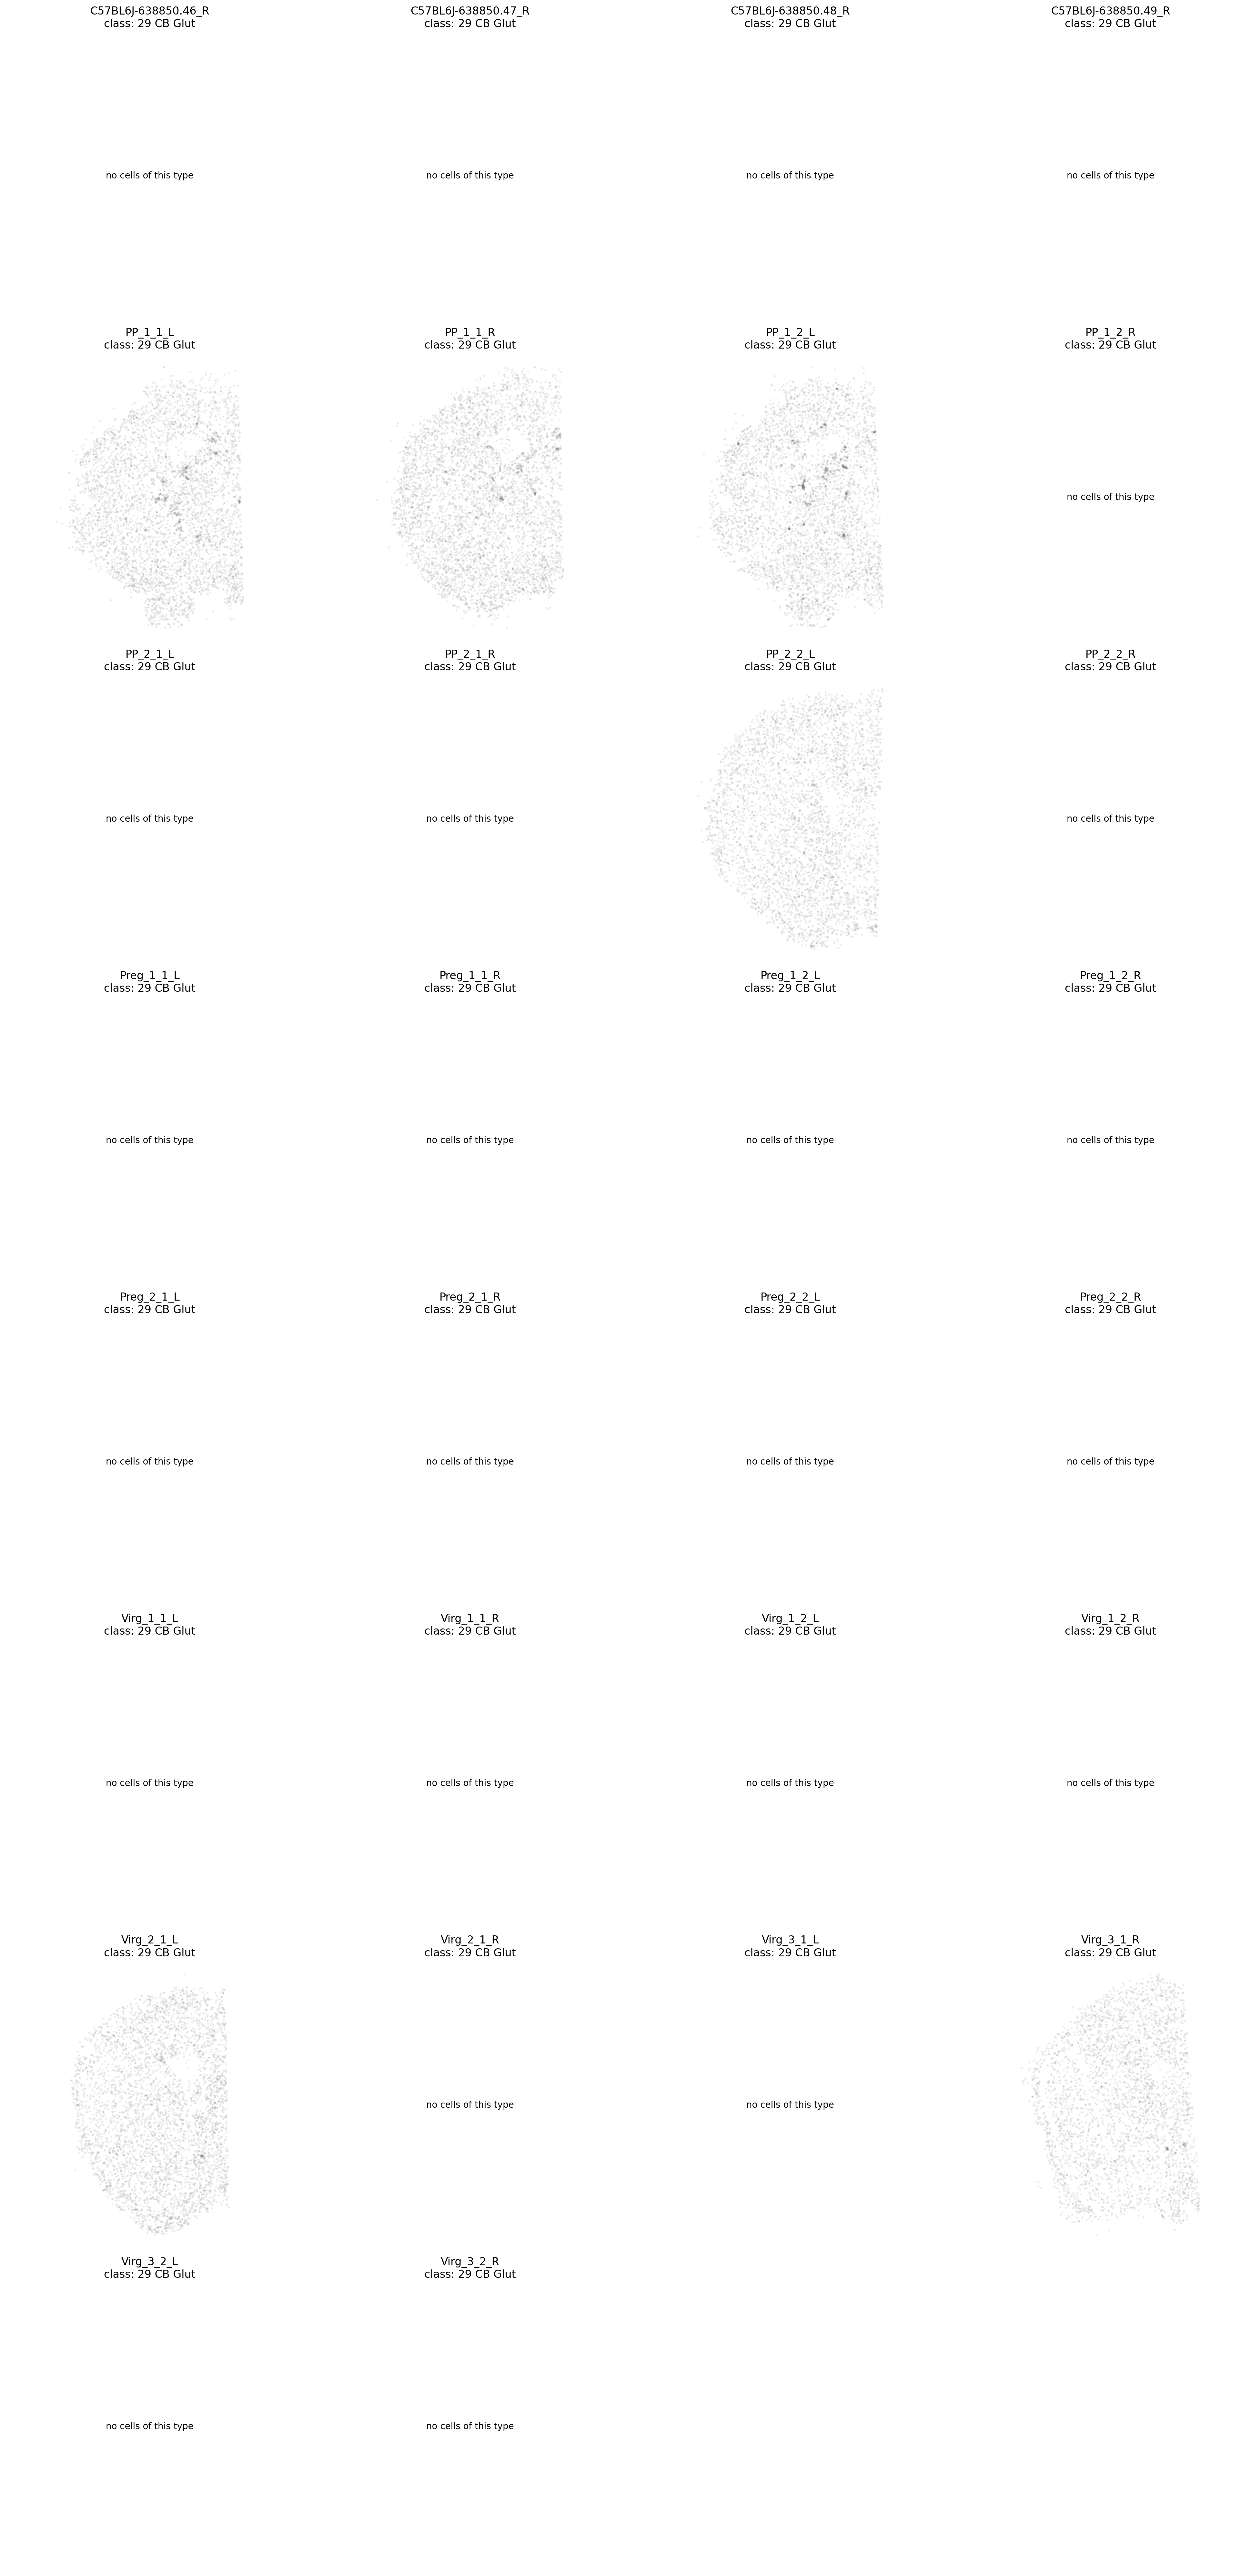 C57BL6J-638850.46_R
class: 29 CB Glut
C57BL6J-638850.47_R
class: 29 CB Glut
C57BL6J-638850.48_R
class: 29 CB Glut
C57BL6J-638850.49_R
class: 29 CB Glut
no cells of this type
no cells of this type
no cells of this type
no cells of this type
PP_1_1_L
class: 29 CB Glut
PP_1_1_R
class: 29 CB Glut
PP_1_2_L
class: 29 CB Glut
PP_1_2_R
class: 29 CB Glut
no cells of this type
PP_2_1_L
class: 29 CB Glut
PP_2_1_R
class: 29 CB Glut
PP_2_2_L
class: 29 CB Glut
PP_2_2_R
class: 29 CB Glut
no cells of this type
no cells of this type
no cells of this type
Preg_1_1_L
class: 29 CB Glut
Preg_1_1_R
class: 29 CB Glut
Preg_1_2_L
class: 29 CB Glut
Preg_1_2_R
class: 29 CB Glut
no cells of this type
no cells of this type
no cells of this type
no cells of this type
Preg_2_1_L
class: 29 CB Glut
Preg_2_1_R
class: 29 CB Glut
Preg_2_2_L
class: 29 CB Glut
Preg_2_2_R
class: 29 CB Glut
no cells of this type
no cells of this type
no cells of this type
no cells of this type
Virg_1_1_L
class: 29 CB Glut
Virg_1_1_R
class: 29 CB Glut
Virg_1_2_L
class: 29 CB Glut
Virg_1_2_R
class: 29 CB Glut
no cells of this type
no cells of this type
no cells of this type
no cells of this type
Virg_2_1_L
class: 29 CB Glut
Virg_2_1_R
class: 29 CB Glut
Virg_3_1_L
class: 29 CB Glut
Virg_3_1_R
class: 29 CB Glut
no cells of this type
no cells of this type
Virg_3_2_L
class: 29 CB Glut
Virg_3_2_R
class: 29 CB Glut
no cells of this type
no cells of this type